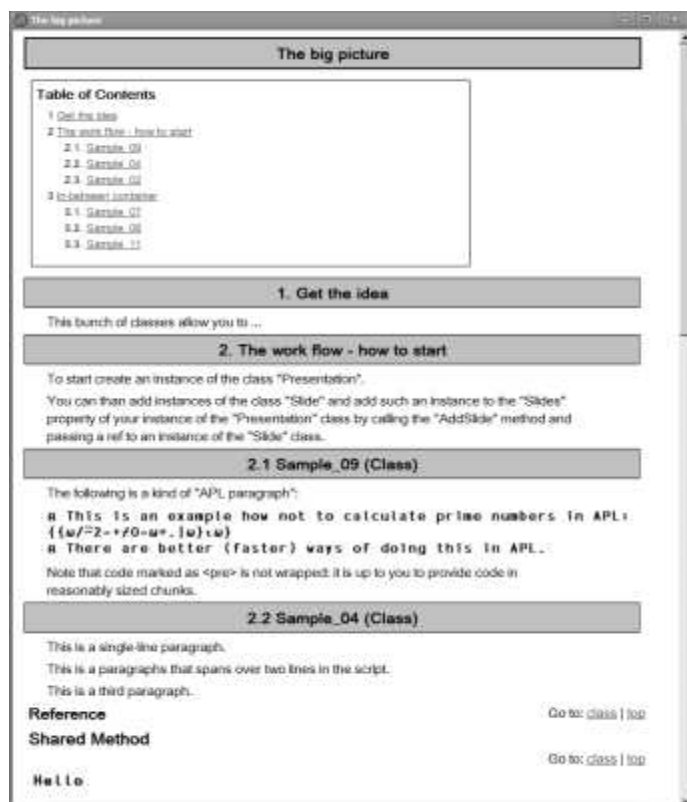 The big picture
The big picture
Table of Contents
1 Get the idea
2 The work flow - how to start
2.1. Sample_09
2.2. Sample_04
2.3. Sample_02
3 In-between container
3.1. Sample_07
3.2. Sample_08
3.3. Sample_11
1. Get the idea
This bunch of classes allow you to ...
2. The work flow - how to start
To start create an instance of the class "Presentation".
You can than add instances of the class "Slide" and add such an instance to the "Slides"
property of your instance of the "Presentation" class by calling the "AddSlide" method and
passing a ref to an instance of the "Slide" class.
2.1 Sample_09 (Class)
The following is a kind of "APL paragraph":
⍝ This is an example how not to calculate prime numbers in APL:
{{⍵/⍨2=+⌿0=⍵∘.|⍵}⍳⍵}
⍝ There are better (faster) ways of doing this in APL.
Note that code marked as <pre> is not wrapped: it is up to you to provide code in
reasonably sized chunks.
2.2 Sample_04 (Class)
This is a single-line paragraph.
This is a paragraphs that spans over two lines in the script.
This is a third paragraph.
Reference Go to: class | top
Shared Method
Go to: class | top
Hello